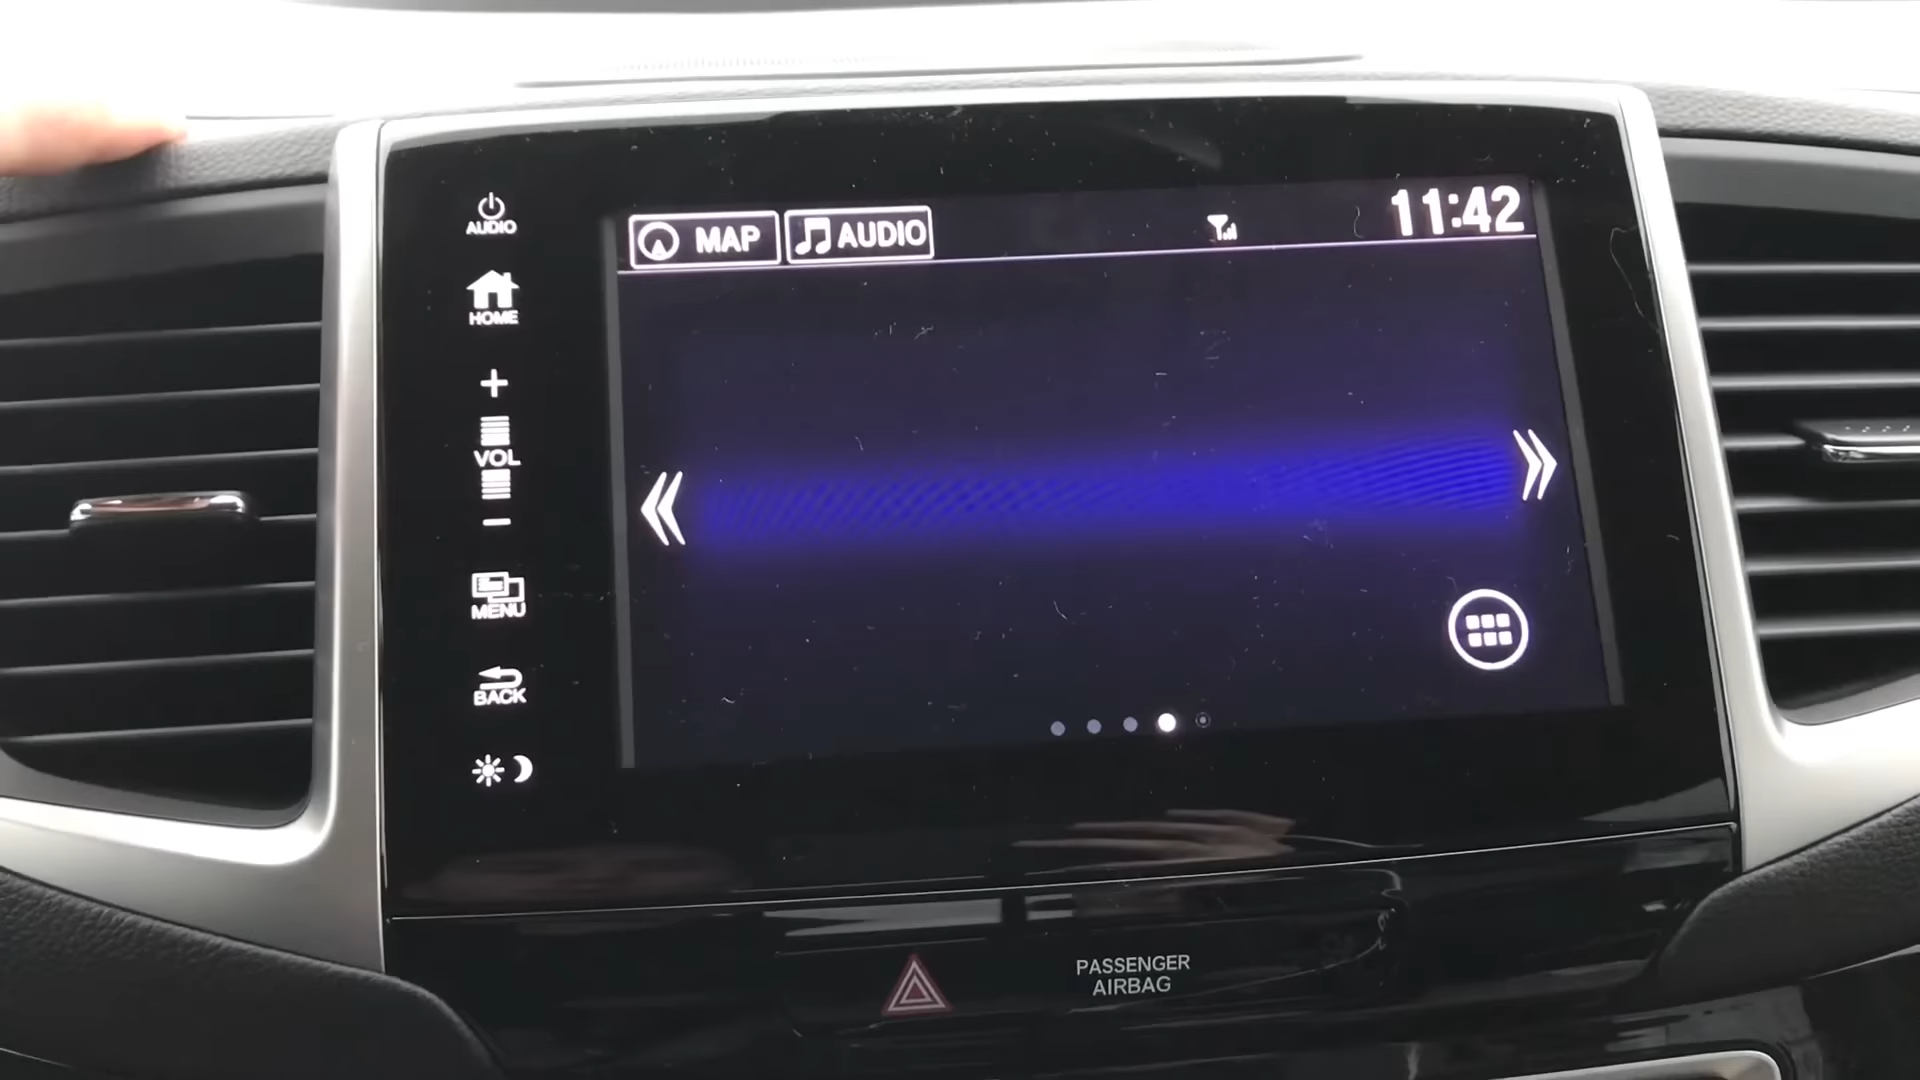 MAP
AUDIO
11:42
AUDIO
HOME
+
VOL
-
MENU
BACK
PASSENGER
AIRBAG